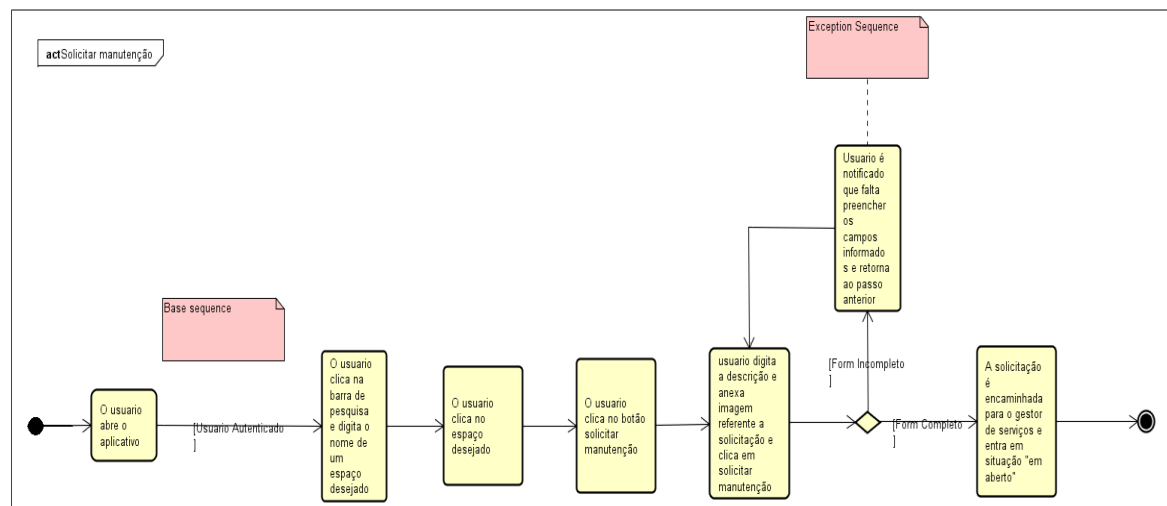 actSolicitar manutenção
Exception Sequence
Usuario é
notificado
que falta
preencher
os
campos
informado
s e retorna
ao passo
anterior
Base sequence
O usuario
abre o
aplicativo
[Usuario Autenticado
]
O usuario
clica na
barra de
pesquisa
e digita o
nome de
um
espaço
desejado
O usuario
clica no
espaço
desejado
O usuario
clica no botão
solicitar
manutenção
usuario digita
a descrição e
anexa
imagem
referente a
solicitação e
clica em
solicitar
manutenção
[Form Incompleto
]
[Form Completo
]
A solicitação
é
encaminhada
para o gestor
de serviços e
entra em
situação "em
aberto"